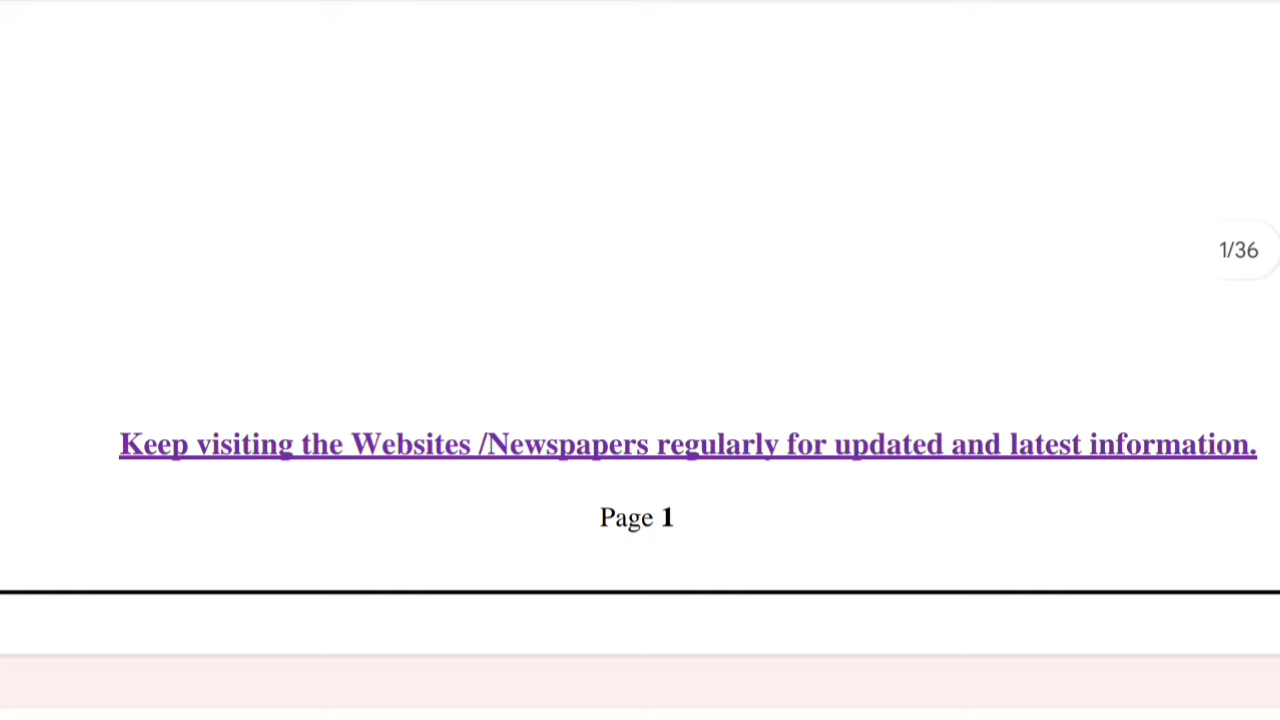 1/36
Keep visiting the Websites /Newspapers regularly for updated and latest information.
Page 1